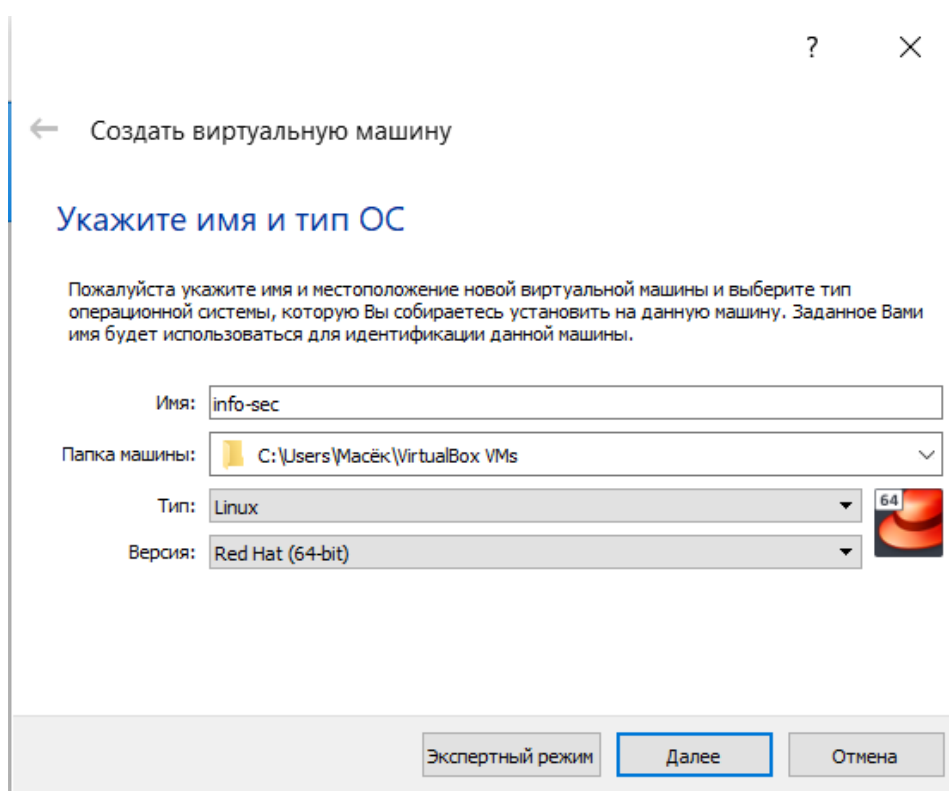 ?
Создать виртуальную машину
Укажите имя и тип ОС
Пожалуйста укажите имя и местоположение новой виртуальной машины и выберите тип
операционной системы, которую Вы собираетесь установить на данную машину. Заданное Вами
имя будет использоваться для идентификации данной машины.
Имя: info-sec
Папка машины: C:\Users\Масёк\VirtualBox VMs
Тип: Linux
64
Версия: Red Hat (64-bit)
Экспертный режим Далее Отмена